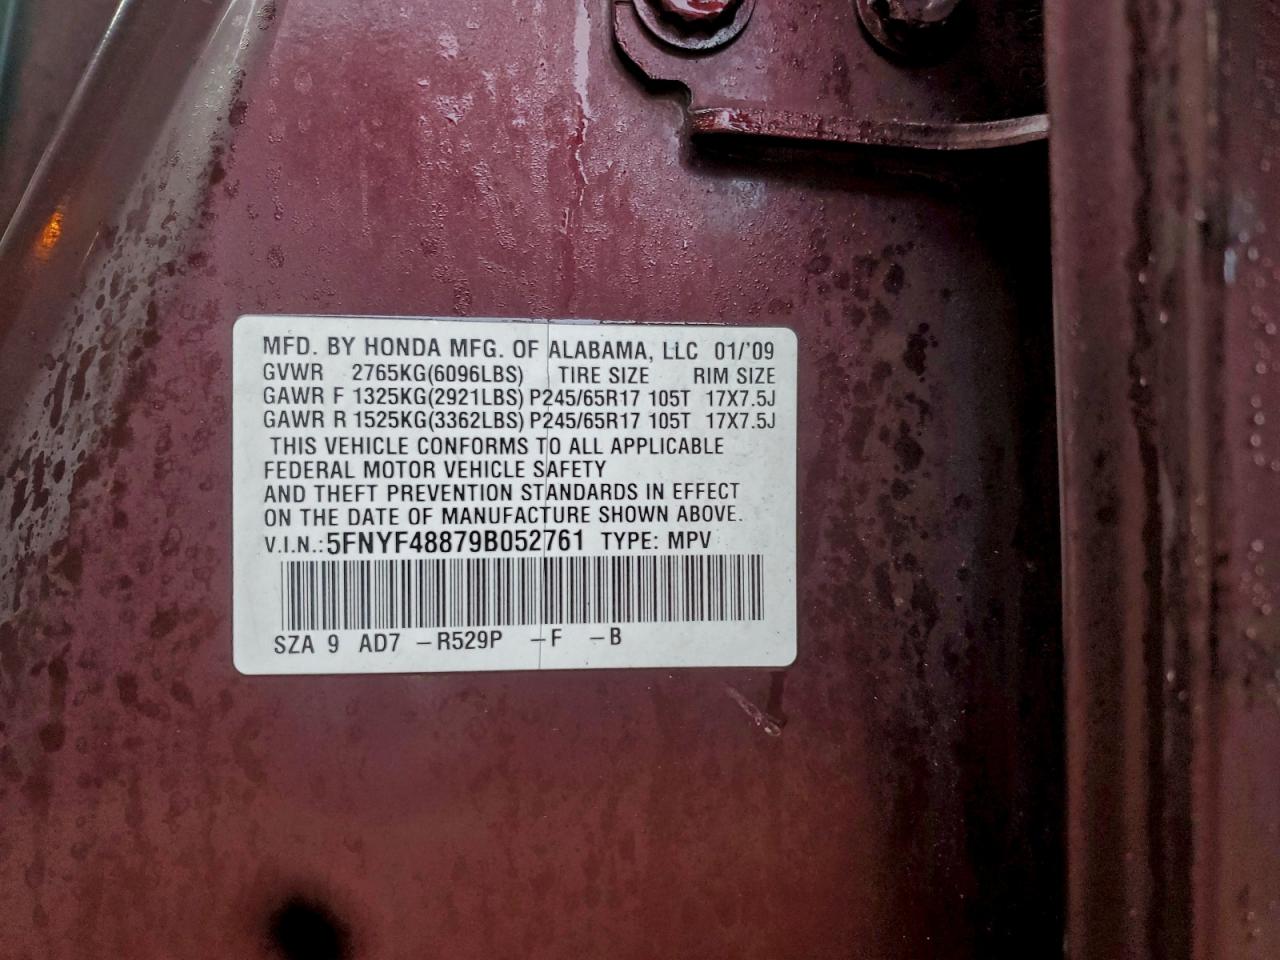 MFD. BY HONDA MFG. OF ALABAMA, LLC 01/'09
GVWR 2765KG(6096LBS) TIRE SIZE RIM SIZE
GAWR F 1325KG(2921LBS) P245/65R17 105T 17X7.5J
GAWR R 1525KG(3362LBS) P245/65R17 105T 17X7.5J
THIS VEHICLE CONFORMS TO ALL APPLICABLE
FEDERAL MOTOR VEHICLE SAFETY
AND THEFT PREVENTION STANDARDS IN EFFECT
ON THE DATE OF MANUFACTURE SHOWN ABOVE.
V.I.N.: 5FNYF48879B052761 TYPE: MPV
SZA 9 AD7 –R529P –F –B